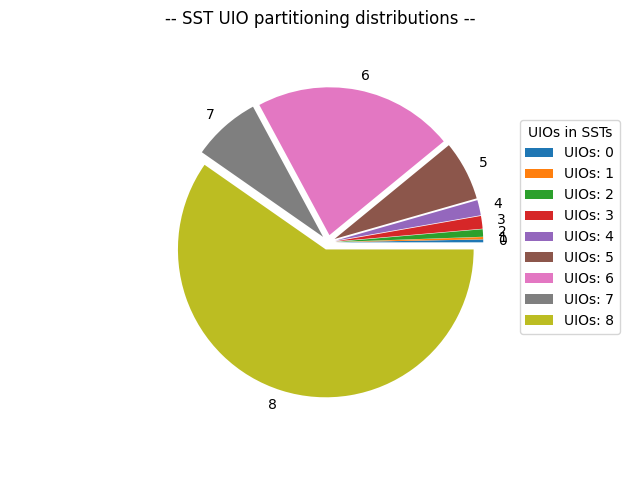 -- SST UIO partitioning distributions --
6
7
5
4
3
2
1
0
8
UIOs in SSTs
UIOs: 0
UIOs: 1
UIOs: 2
UIOs: 3
UIOs: 4
UIOs: 5
UIOs: 6
UIOs: 7
UIOs: 8